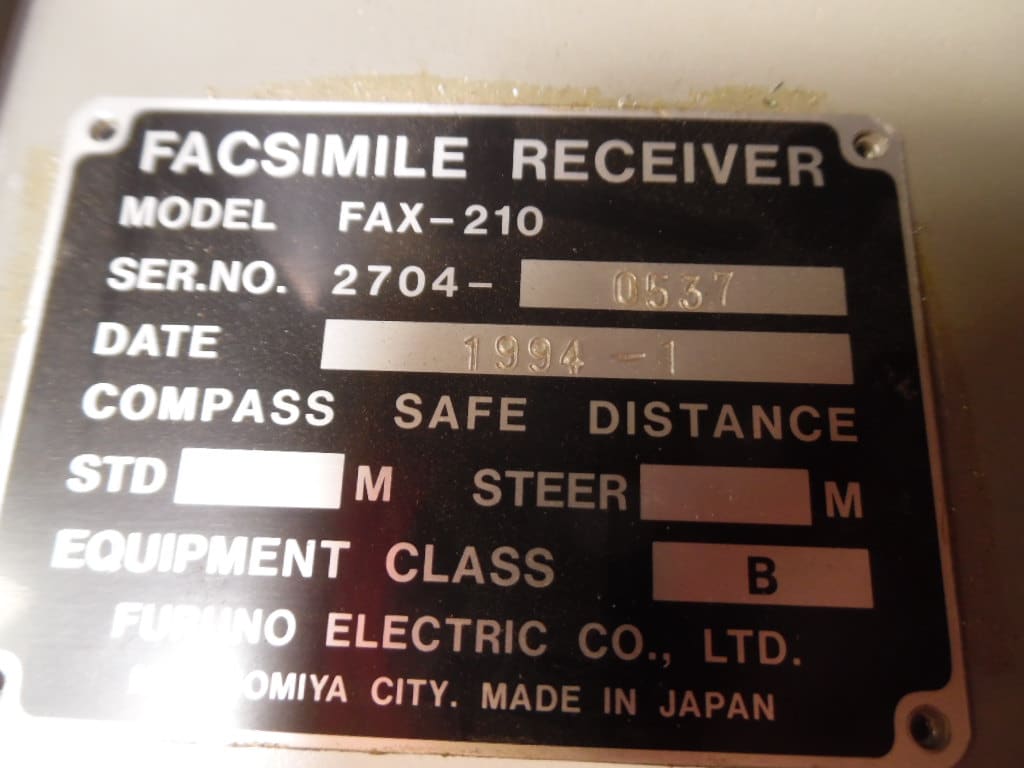 FACSIMILE RECEIVER
MODEL FAX-210
SER.NO. 2704- 0537
DATE 1994-1
COMPASS SAFE DISTANCE
STD M STEER M
EQUIPMENT CLASS B
FURUNO ELECTRIC CO., LTD.
CITY. MADE IN JAPAN